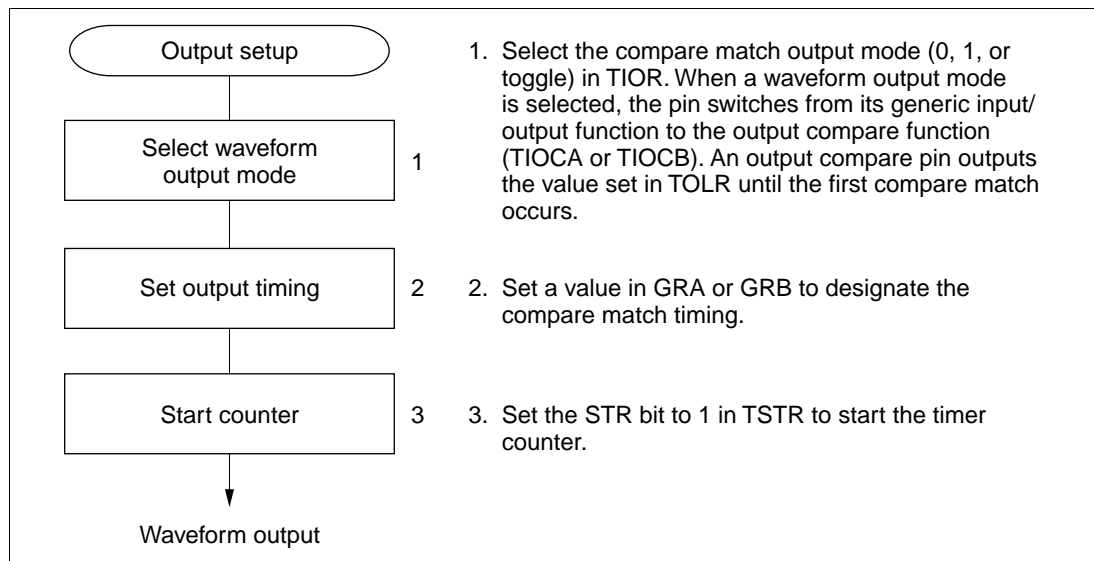 Output setup
Select waveform
output mode
1
Set output timing
2
Start counter
3
Waveform output
1. Select the compare match output mode (0, 1, or
toggle) in TIOR. When a waveform output mode
is selected, the pin switches from its generic input/
output function to the output compare function
(TIOCA or TIOCB). An output compare pin outputs
the value set in TOLR until the first compare match
occurs.
2. Set a value in GRA or GRB to designate the
compare match timing.
3. Set the STR bit to 1 in TSTR to start the timer
counter.